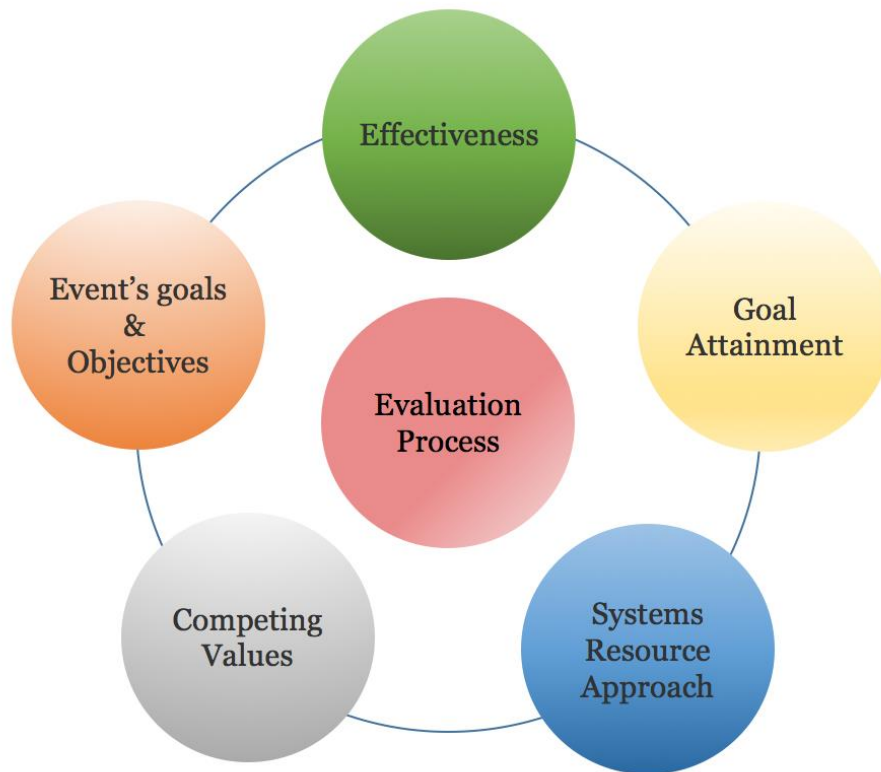 Effectiveness
Event’s goals
&
Objectives
Goal
Attainment
Evaluation
Process
Competing
Values
Systems
Resource
Approach